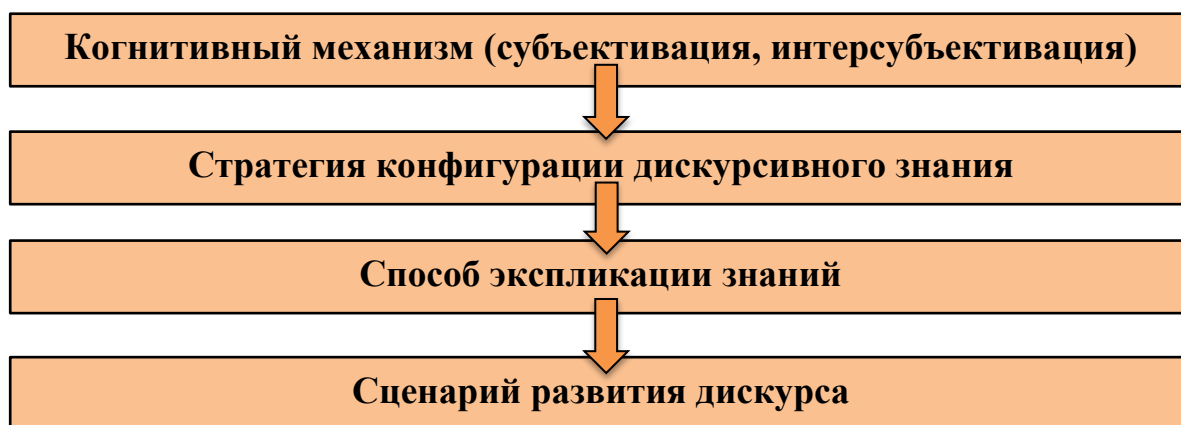 Когнитивный механизм (субъективация, интерсубъективация)
Стратегия конфигурации дискурсивного знания
Способ экспликации знаний
Сценарий развития дискурса